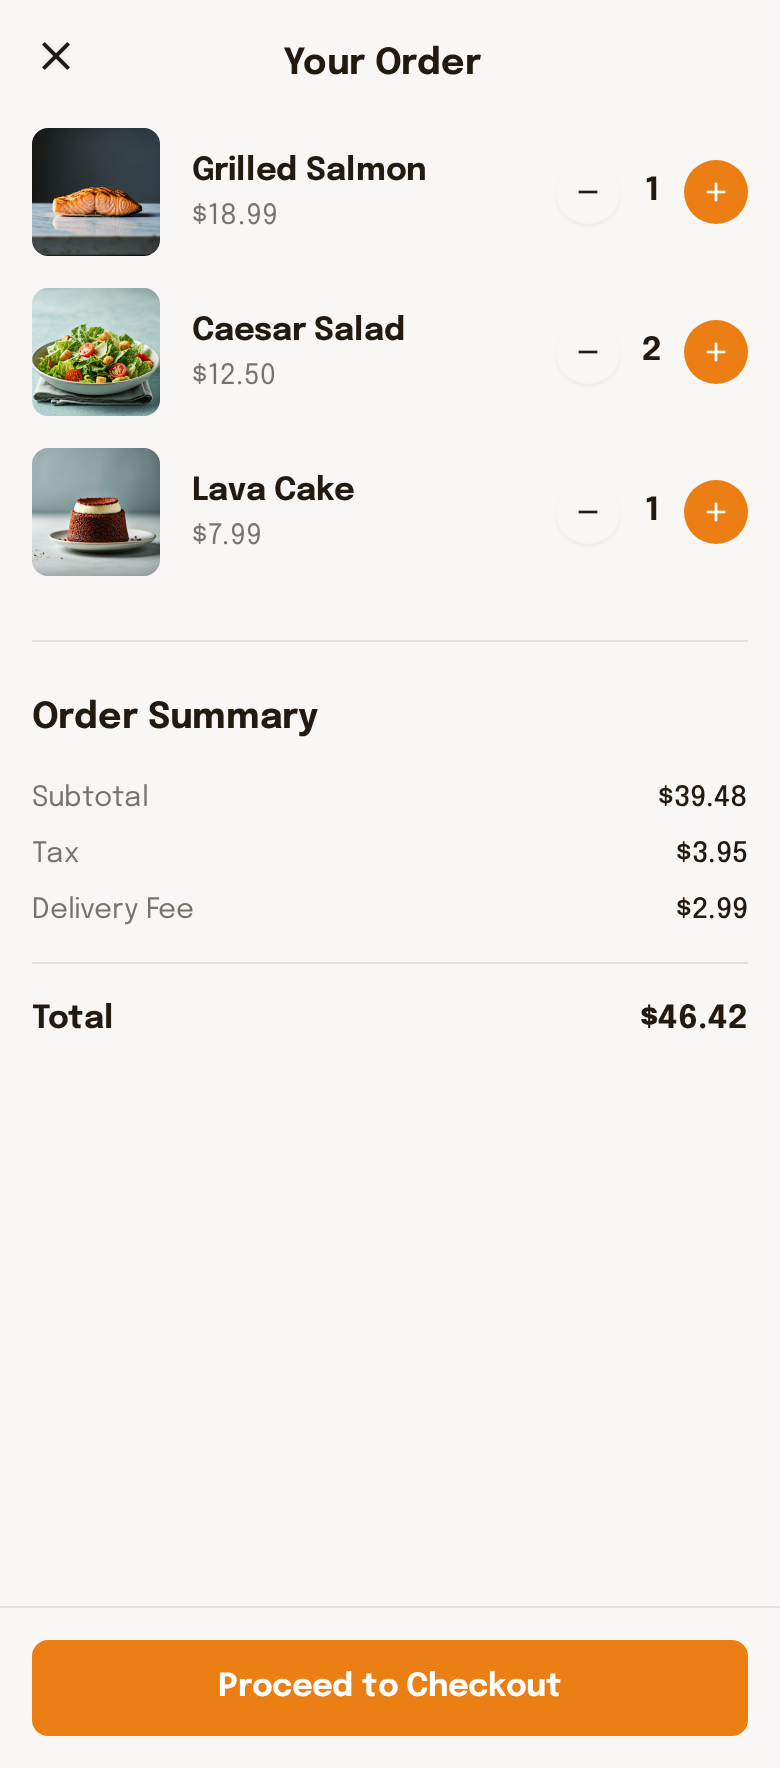 Your Order
Grilled Salmon
$18.99
1
Caesar Salad
$12.50
2
Lava Cake
$7.99
1
Order Summary
Subtotal $39.48
Tax $3.95
Delivery Fee $2.99
Total $46.42
Proceed to Checkout